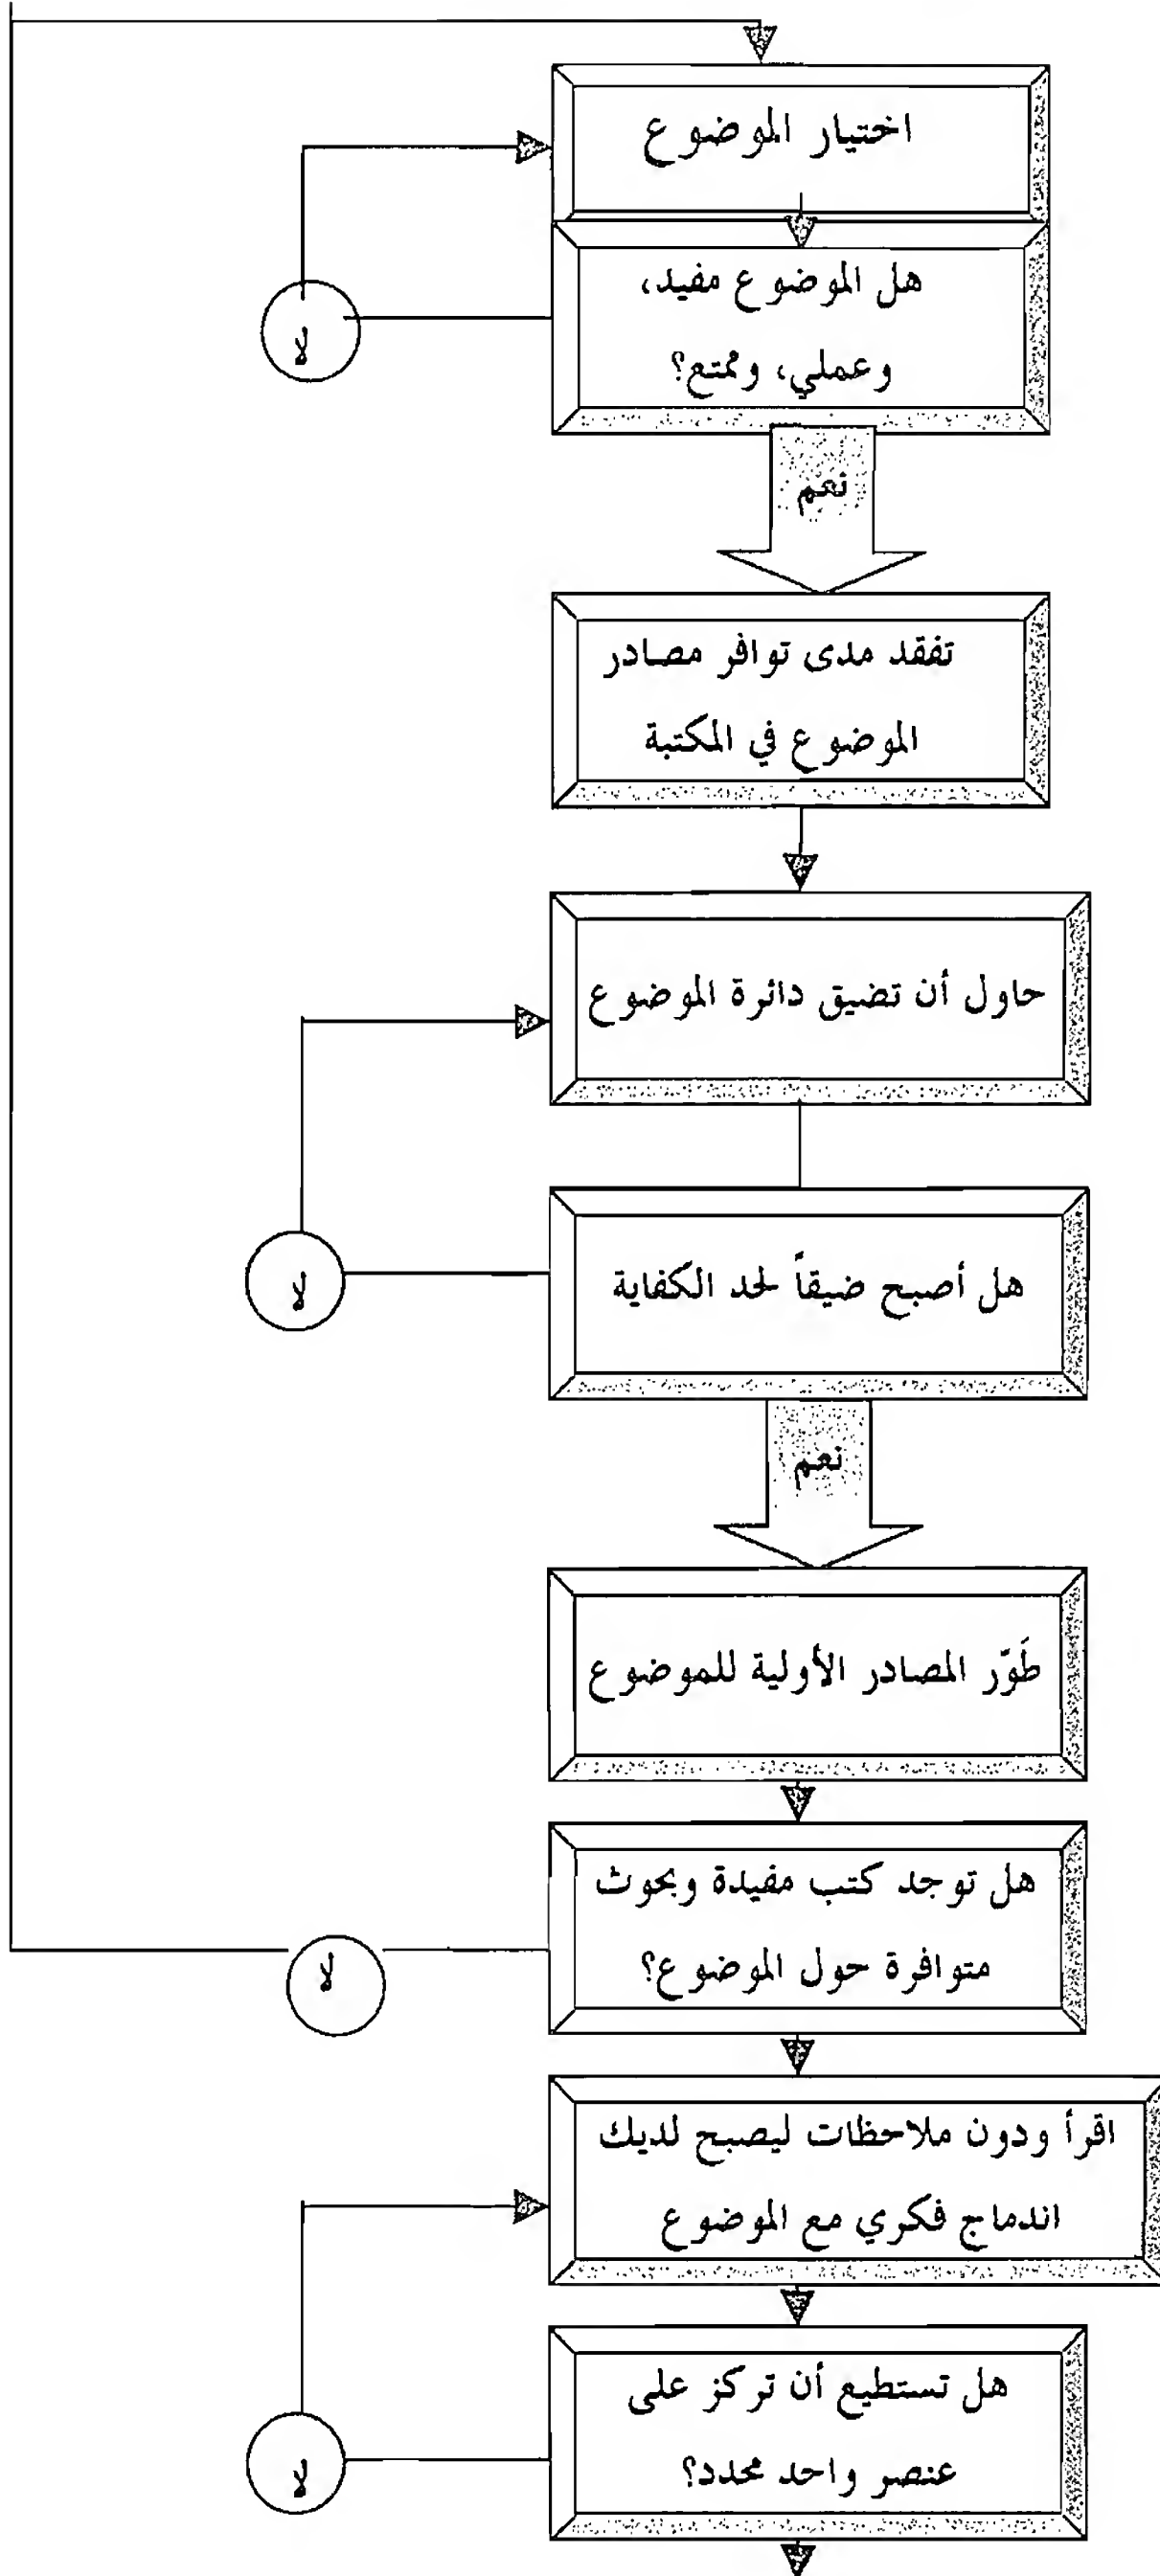 اختيار الموضوع
هل الموضوع مفيد،
وعملي، وممتع؟
لا
نعم
تفقد مدى توافر مصادر
الموضوع في المكتبة
حاول أن تضيق دائرة الموضوع
هل أصبح ضيقاً لحد الكفاية
لا
نعم
طَوّر المصادر الأولية للموضوع
هل توجد كتب مفيدة وبحوث
متوافرة حول الموضوع؟
لا
اقرأ ودون ملاحظات ليصبح لديك
اندماج فكري مع الموضوع
هل تستطيع أن تركز على
عنصر واحد محدد؟
لا